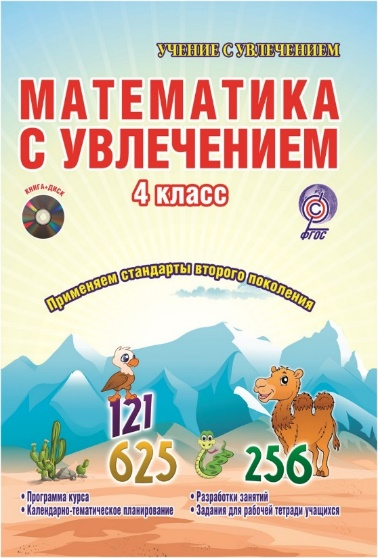 УЧЕНИЕ С УВЛЕЧЕНИЕМ
МАТЕМАТИКА
С УВЛЕЧЕНИЕМ
4 класс
КНИГА+ДИСК
ФГОС
Применяем стандарты второго поколения
121
625
256
• Программа курса
• Календарно-тематическое планирование
• Разработки занятий
• Задания для рабочей тетради учащихся